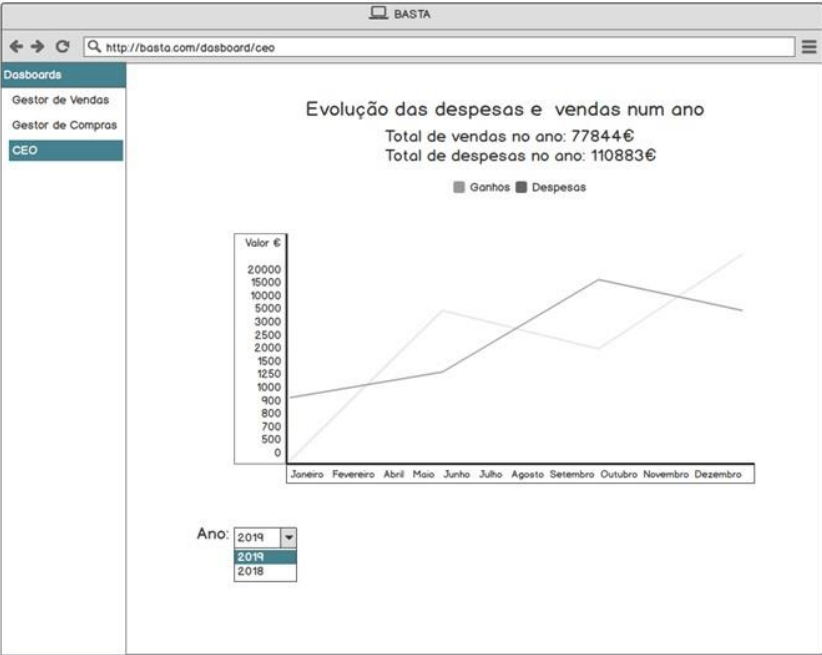 BASTA
http://basta.com/dasboard/ceo
Dasboards
Gestor de Vendas
Gestor de Compras
CEO
Evolução das despesas e vendas num ano
Total de vendas no ano: 77844€
Total de despesas no ano: 110883€
Ganhos Despesas
Valor €
20000
15000
10000
5000
3000
2500
2000
1500
1250
1000
900
800
700
500
0
Janeiro Fevereiro Abril Maio Junho Julho Agosto Setembro Outubro Novembro Dezembro
Ano: 2019
2019
2018